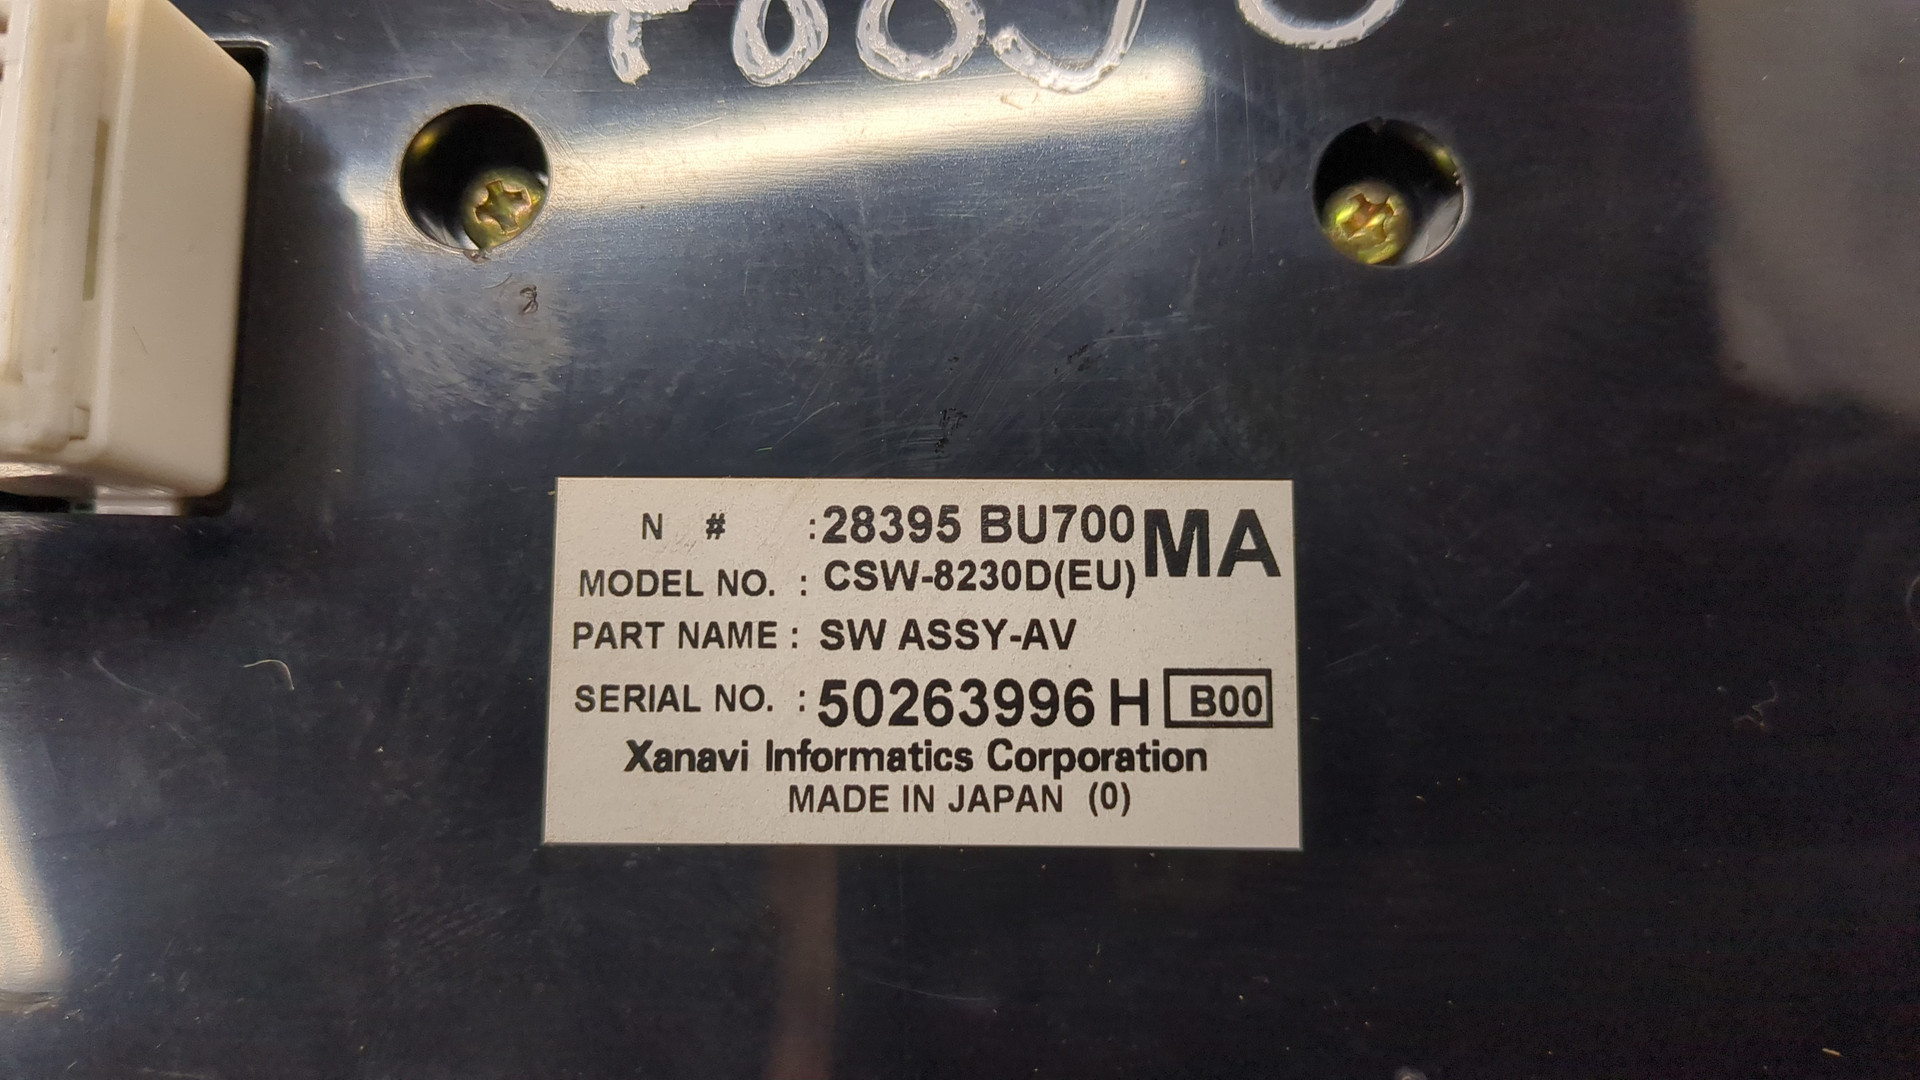 N # :28395 BU700 MA
MODEL NO. : CSW-8230D(EU)
PART NAME : SW ASSY-AV
SERIAL NO. : 50263996 H B00
Xanavi Informatics Corporation
MADE IN JAPAN (0)